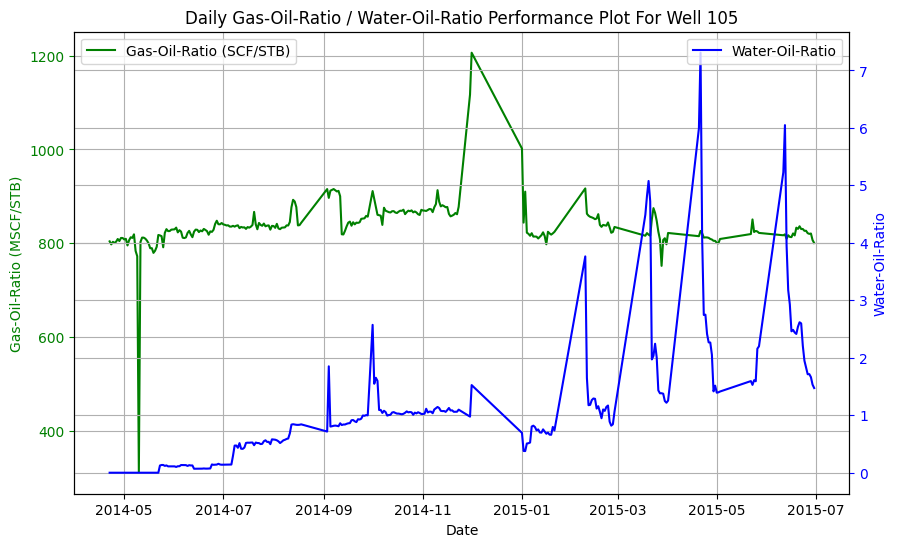 Daily Gas-Oil-Ratio / Water-Oil-Ratio Performance Plot For Well 105
Gas-Oil-Ratio (SCF/STB)
Water-Oil-Ratio
1200
1000
800
600
400
Gas-Oil-Ratio (MSCF/STB)
7
6
5
4
3
2
1
0
Water-Oil-Ratio
2014-05 2014-07 2014-09 2014-11 2015-01 2015-03 2015-05 2015-07
Date